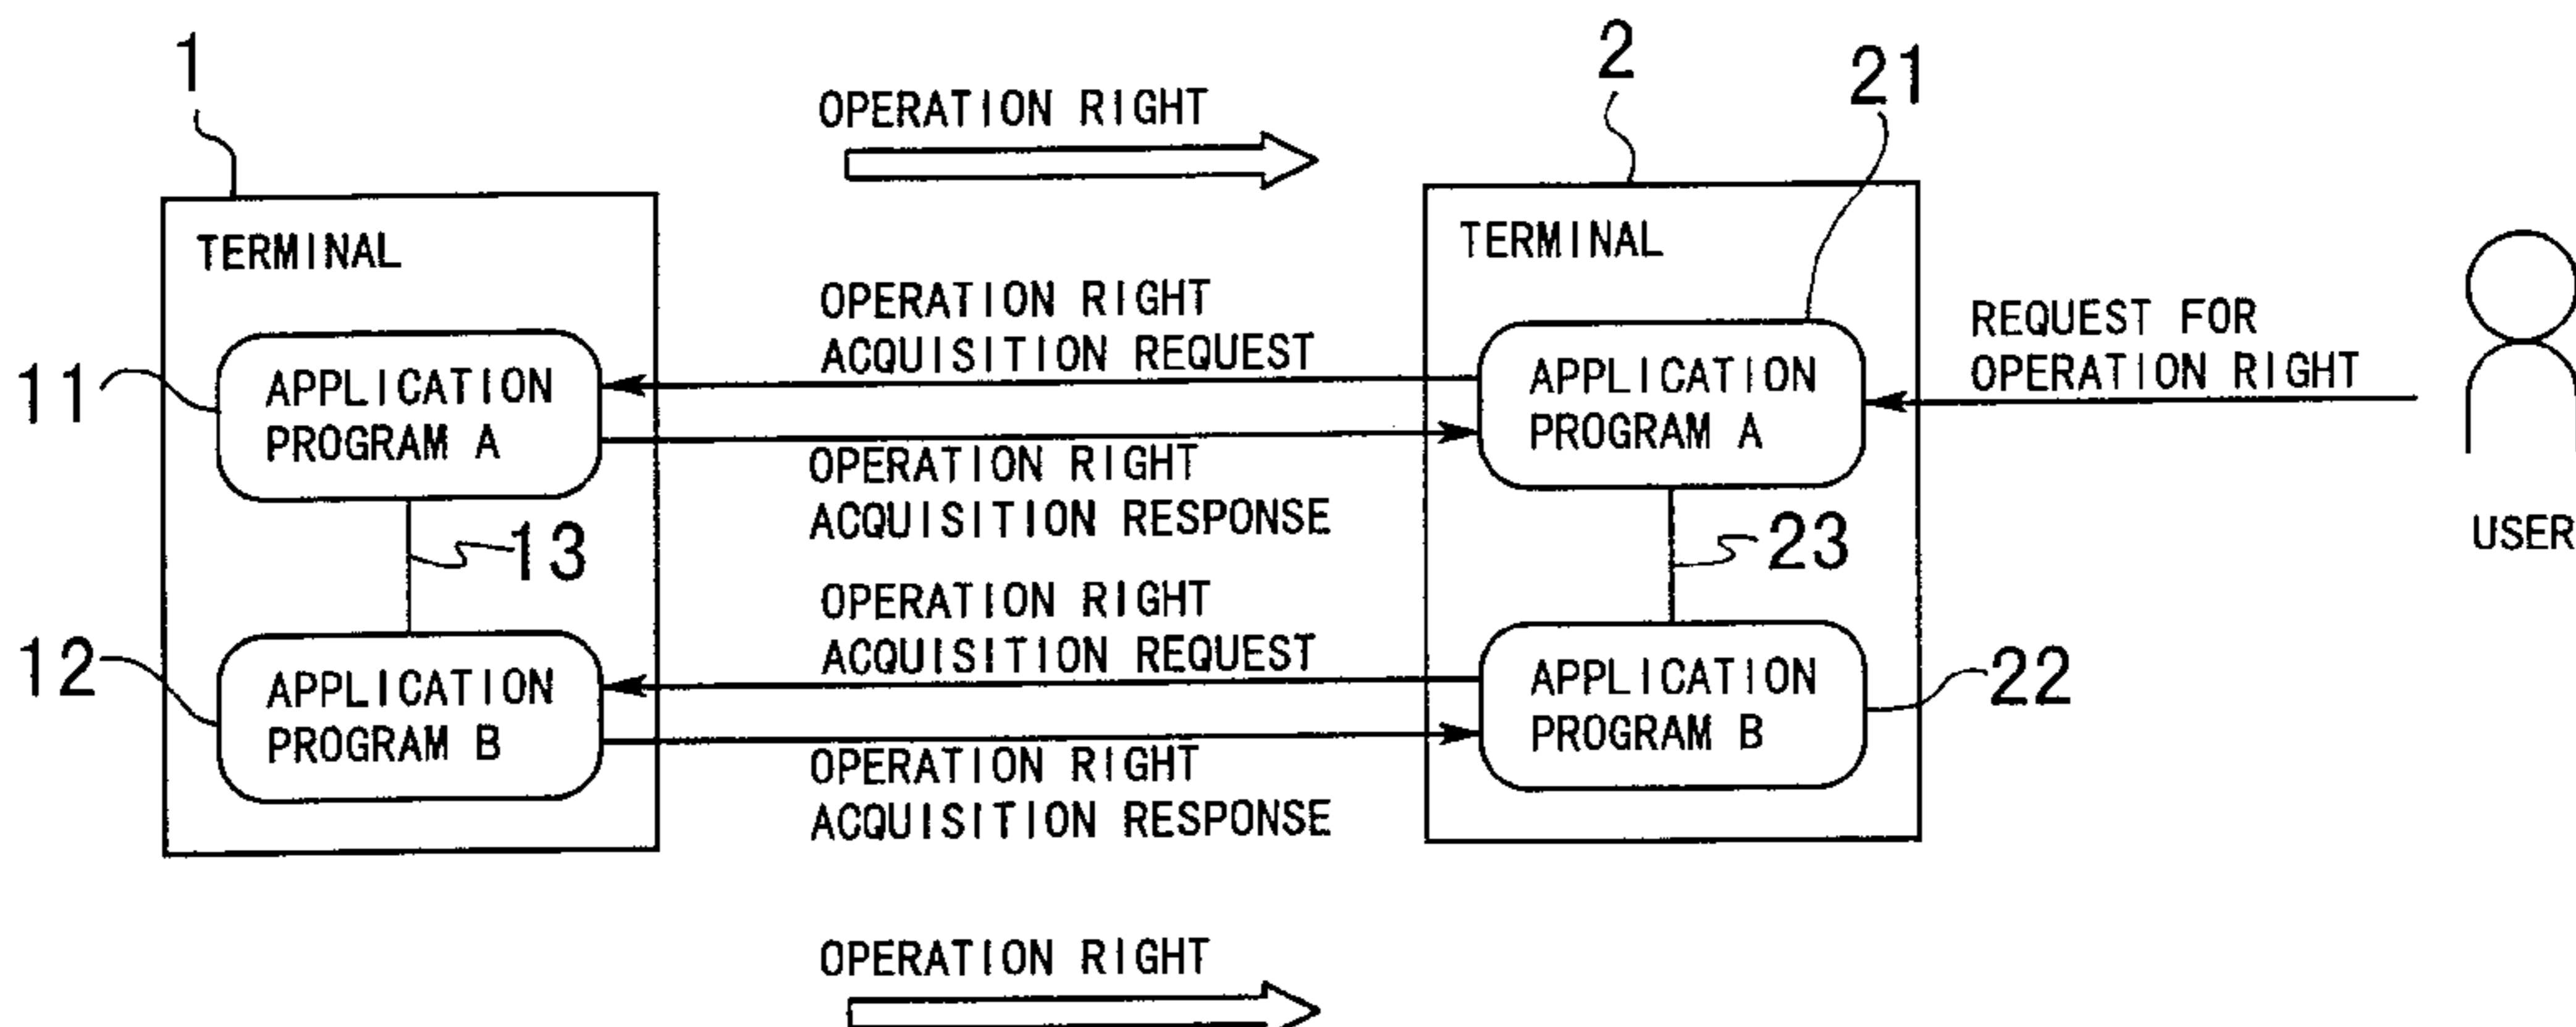 1
2
21
OPERATION RIGHT
TERMINAL
TERMINAL
OPERATION RIGHT
ACQUISITION REQUEST
REQUEST FOR
OPERATION RIGHT
11
APPLICATION
PROGRAM A
APPLICATION
PROGRAM A
OPERATION RIGHT
ACQUISITION RESPONSE
USER
13
23
OPERATION RIGHT
ACQUISITION REQUEST
12
APPLICATION
PROGRAM B
APPLICATION
PROGRAM B
22
OPERATION RIGHT
ACQUISITION RESPONSE
OPERATION RIGHT